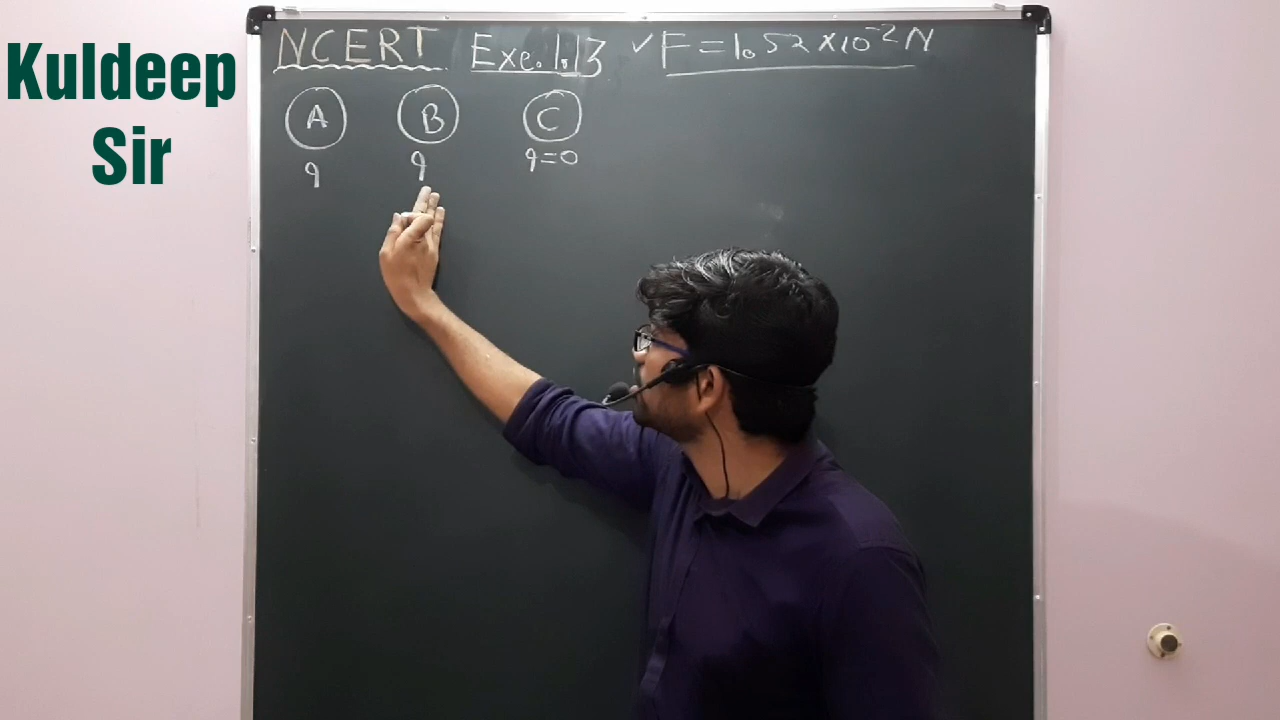 Kuldeep
Sir
NCERT Exe. 1.13 ✓ F = 1.52 × 10⁻² N
A B C
q q q=0